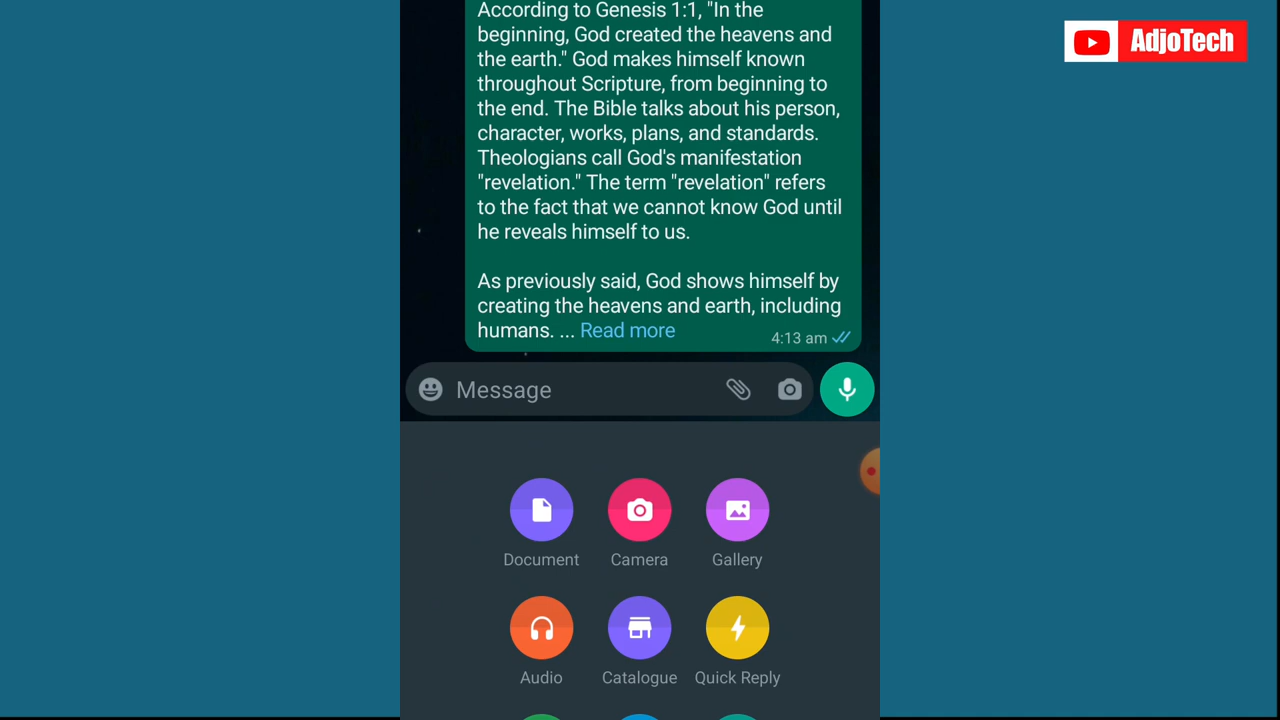 According to Genesis 1:1, "In the
beginning, God created the heavens and
the earth." God makes himself known
throughout Scripture, from beginning to
the end. The Bible talks about his person,
character, works, plans, and standards.
Theologians call God's manifestation
"revelation." The term "revelation" refers
to the fact that we cannot know God until
he reveals himself to us.
As previously said, God shows himself by
creating the heavens and earth, including
humans. ... Read more
4:13 am
Message
Document Camera Gallery
Audio Catalogue Quick Reply
AdjoTech